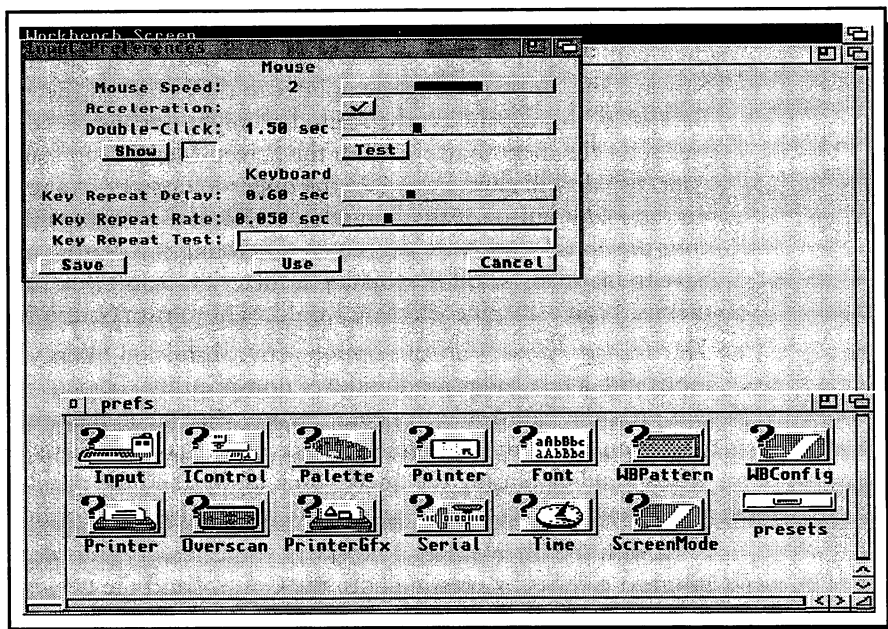 Workbench Screen
Input Preferences
Mouse
Mouse Speed: 2
Acceleration:
Double-Click: 1.50 sec
Show Test
Keyboard
Key Repeat Delay: 0.60 sec
Key Repeat Rate: 0.050 sec
Key Repeat Test:
Save Use Cancel
prefs
aAbBbc
aAbBbc
Input IControl Palette Pointer Font WBPattern WBConfig
Printer Overscan PrinterGfx Serial Time ScreenMode presets